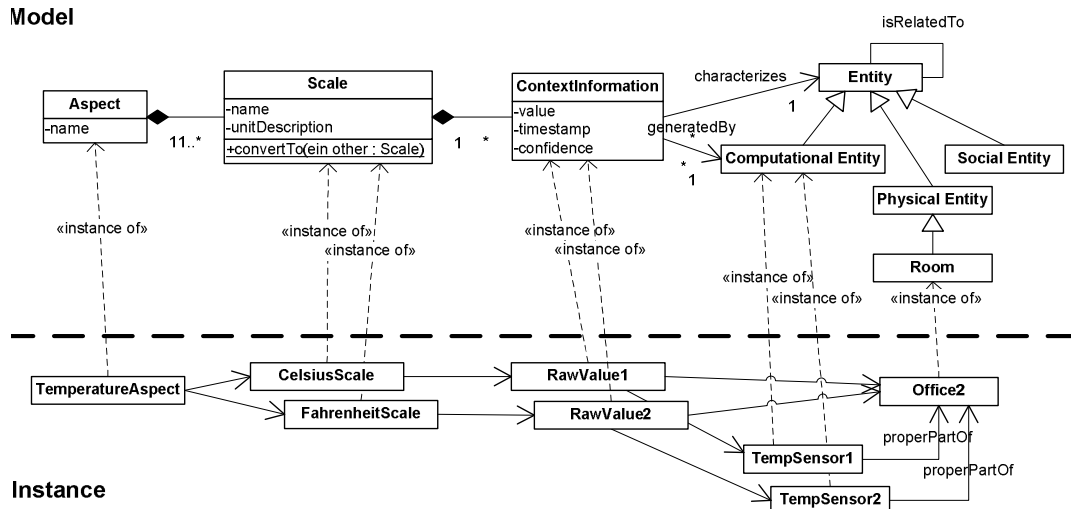 Model
isRelatedTo
Entity
characterizes
1
Aspect
-name
11..*
Scale
-name
-unitDescription
+convertTo(ein other : Scale)
1
*
ContextInformation
-value
-timestamp
-confidence
generatedBy
*
*
1
Computational Entity
Social Entity
Physical Entity
Room
«instance of»
«instance of»
«instance of»
«instance of»
«instance of»
«instance of»
«instance of»
«instance of»
TemperatureAspect
CelsiusScale
FahrenheitScale
RawValue1
RawValue2
Office2
properPartOf
TempSensor1
properPartOf
TempSensor2
Instance